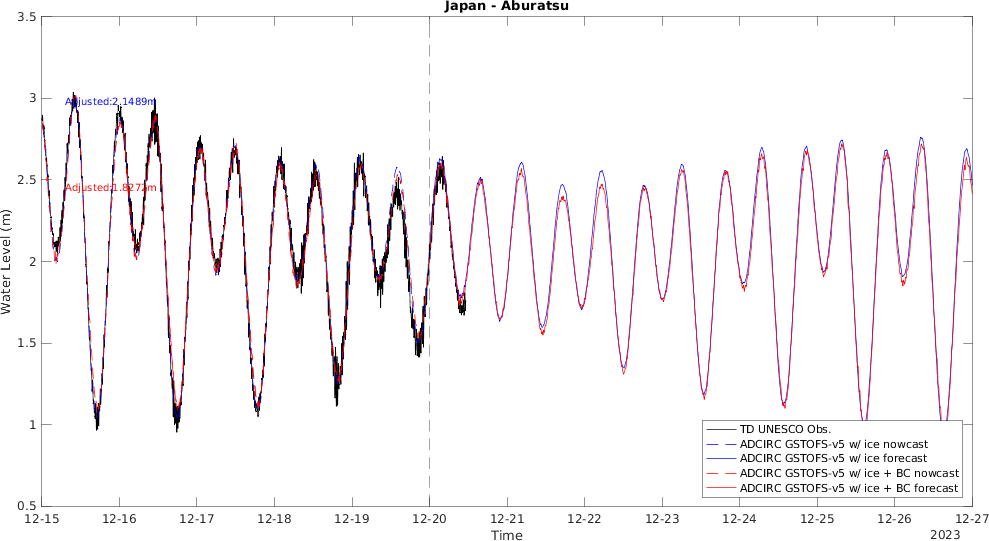 Japan - Aburatsu
3.5
3
2.5
2
1.5
1
0.5
Water Level (m)
Adjusted:2.1489m
Adjusted:1.8272m
TD UNESCO Obs.
ADCIRC GSTOFS-v5 w/ ice nowcast
ADCIRC GSTOFS-v5 w/ ice forecast
ADCIRC GSTOFS-v5 w/ ice + BC nowcast
ADCIRC GSTOFS-v5 w/ ice + BC forecast
12-15 12-16 12-17 12-18 12-19 12-20 12-21 12-22 12-23 12-24 12-25 12-26 12-27
Time
2023